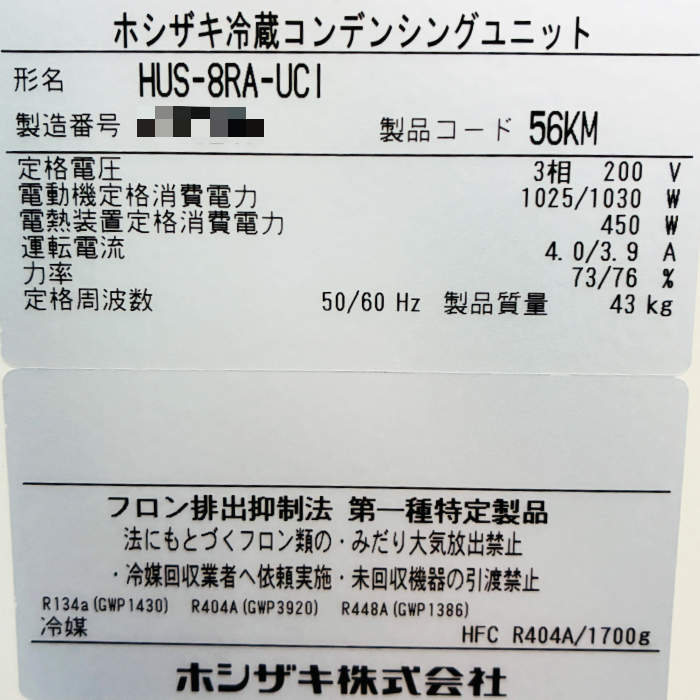 ホシザキ冷蔵コンデンシングユニット
形名 HUS-8RA-UCI
製造番号 製品コード 56KM
定格電圧 3相 200 V
電動機定格消費電力 1025/1030 W
電熱装置定格消費電力 450 W
運転電流 4.0/3.9 A
力率 73/76 %
定格周波数 50/60 Hz 製品質量 43 kg
フロン排出抑制法 第一種特定製品
法にもとづくフロン類の・みだり大気放出禁止
・冷媒回収業者へ依頼実施・未回収機器の引渡禁止
R134a(GWP1430) R404A(GWP3920) R448A(GWP1386)
冷媒 HFC R404A/1700g
ホシザキ株式会社